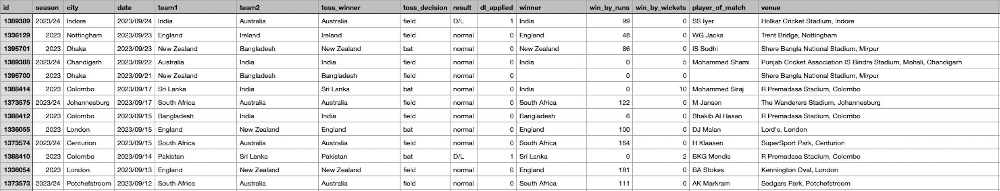 id season city date team1 team2 toss_winner toss_decision result dl_applied winner win_by_runs win_by_wickets player_of_match venue
1389389 2023/24 Indore 2023/09/24 India Australia Australia field D/L 1 India 99 0 SS Iyer Holkar Cricket Stadium, Indore
1336129 2023 Nottingham 2023/09/23 England Ireland Ireland field normal 0 England 48 0 WG Jacks Trent Bridge, Nottingham
1395701 2023 Dhaka 2023/09/23 New Zealand Bangladesh New Zealand bat normal 0 New Zealand 86 0 IS Sodhi Shere Bangla National Stadium, Mirpur
1389388 2023/24 Chandigarh 2023/09/22 Australia India India field normal 0 India 0 5 Mohammed Shami Punjab Cricket Association IS Bindra Stadium, Mohali, Chandigarh
1395700 2023 Dhaka 2023/09/21 New Zealand Bangladesh Bangladesh field normal 0 0 0 Shere Bangla National Stadium, Mirpur
1388414 2023 Colombo 2023/09/17 Sri Lanka India Sri Lanka bat normal 0 India 0 10 Mohammed Siraj R Premadasa Stadium, Colombo
1373575 2023/24 Johannesburg 2023/09/17 South Africa Australia Australia field normal 0 South Africa 122 0 M Jansen The Wanderers Stadium, Johannesburg
1388412 2023 Colombo 2023/09/15 Bangladesh India India field normal 0 Bangladesh 6 0 Shakib Al Hasan R Premadasa Stadium, Colombo
1336055 2023 London 2023/09/15 England New Zealand England bat normal 0 England 100 0 DJ Malan Lord's, London
1373574 2023/24 Centurion 2023/09/15 South Africa Australia Australia field normal 0 South Africa 164 0 H Klaasen SuperSport Park, Centurion
1388410 2023 Colombo 2023/09/14 Pakistan Sri Lanka Pakistan bat D/L 1 Sri Lanka 0 2 BKG Mendis R Premadasa Stadium, Colombo
1336054 2023 London 2023/09/13 England New Zealand New Zealand field normal 0 England 181 0 BA Stokes Kennington Oval, London
1373573 2023/24 Potchefstroom 2023/09/12 South Africa Australia Australia field normal 0 South Africa 111 0 AK Markram Sedgars Park, Potchefstroom